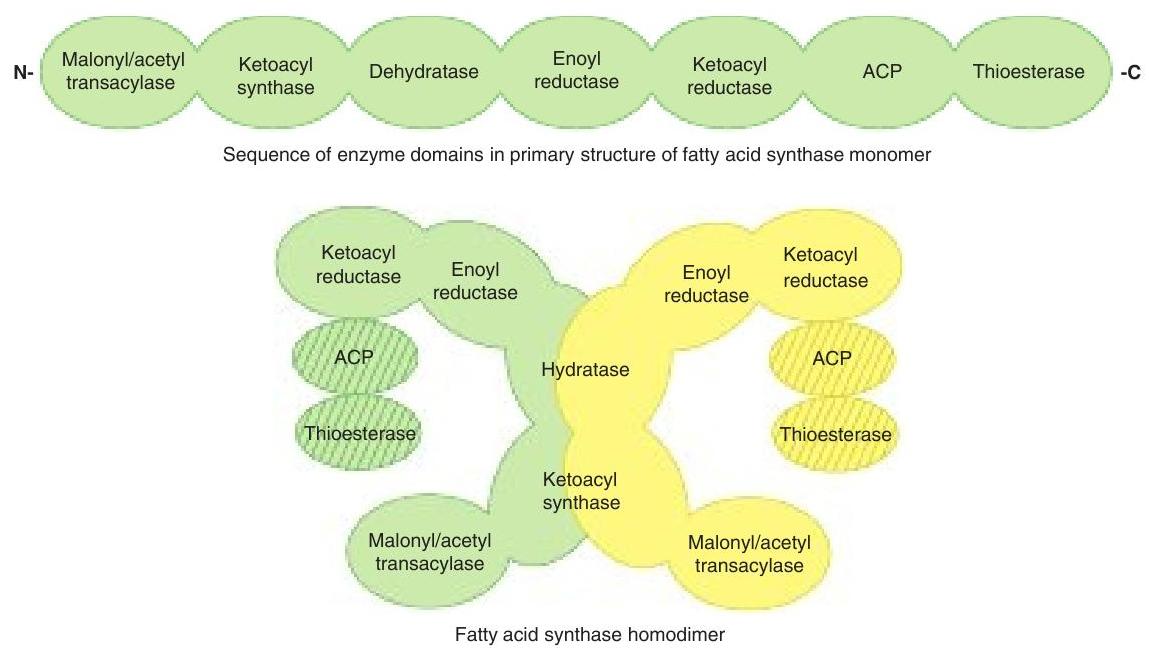 N-
Malonyl/acetyl
transacylase
Ketoacyl
synthase
Dehydratase
Enoyl
reductase
Ketoacyl
reductase
ACP
Thioesterase
-C
Sequence of enzyme domains in primary structure of fatty acid synthase monomer
Ketoacyl
reductase
Enoyl
reductase
Enoyl
reductase
Ketoacyl
reductase
ACP
Hydratase
ACP
Thioesterase
Thioesterase
Ketoacyl
synthase
Malonyl/acetyl
transacylase
Malonyl/acetyl
transacylase
Fatty acid synthase homodimer